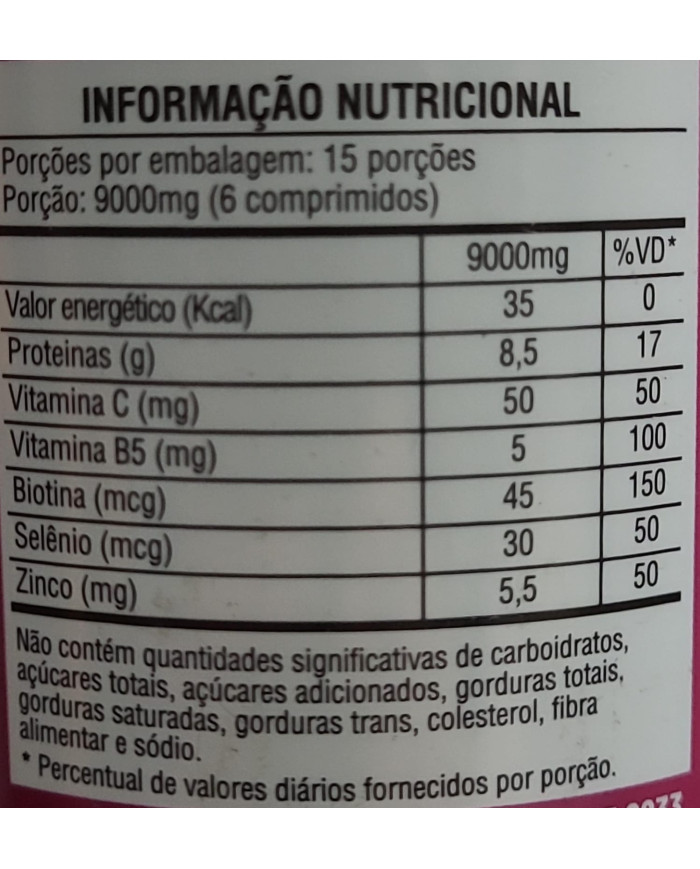 INFORMAÇÃO NUTRICIONAL
Porções por embalagem: 15 porções
Porção: 9000mg (6 comprimidos)
9000mg %VD*
Valor energético (Kcal) 35 0
Proteinas (g) 8,5 17
Vitamina C (mg) 50 50
Vitamina B5 (mg) 5 100
Biotina (mcg) 45 150
Selênio (mcg) 30 50
Zinco (mg) 5,5 50
Não contém quantidades significativas de carboidratos,
açúcares totais, açúcares adicionados, gorduras totais,
gorduras saturadas, gorduras trans, colesterol, fibra
alimentar e sódio.
* Percentual de valores diários fornecidos por porção.